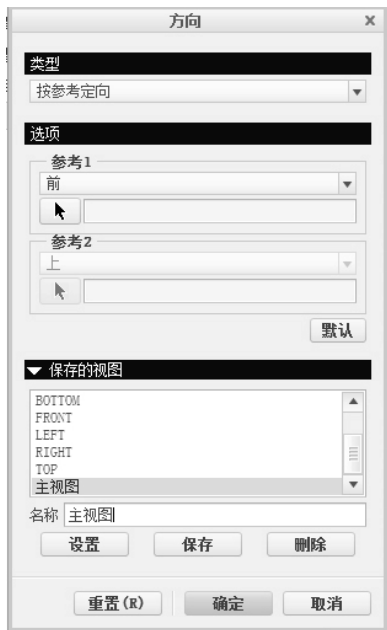 方向
类型
按参考定向
选项
参考1
前
参考2
上
默认
保存的视图
BOTTOM
FRONT
LEFT
RIGHT
TOP
主视图
名称 主视图
设置 保存 删除
重置(R) 确定 取消